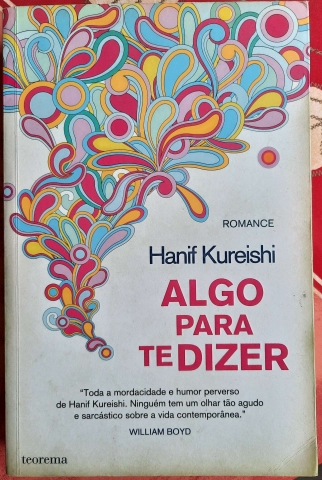 ROMANCE
Hanif Kureishi
ALGO
PARA
TE DIZER
“Toda a mordacidade e humor perverso
de Hanif Kureishi. Ninguém tem um olhar tão agudo
e sarcástico sobre a vida contemporânea.”
WILLIAM BOYD
teorema